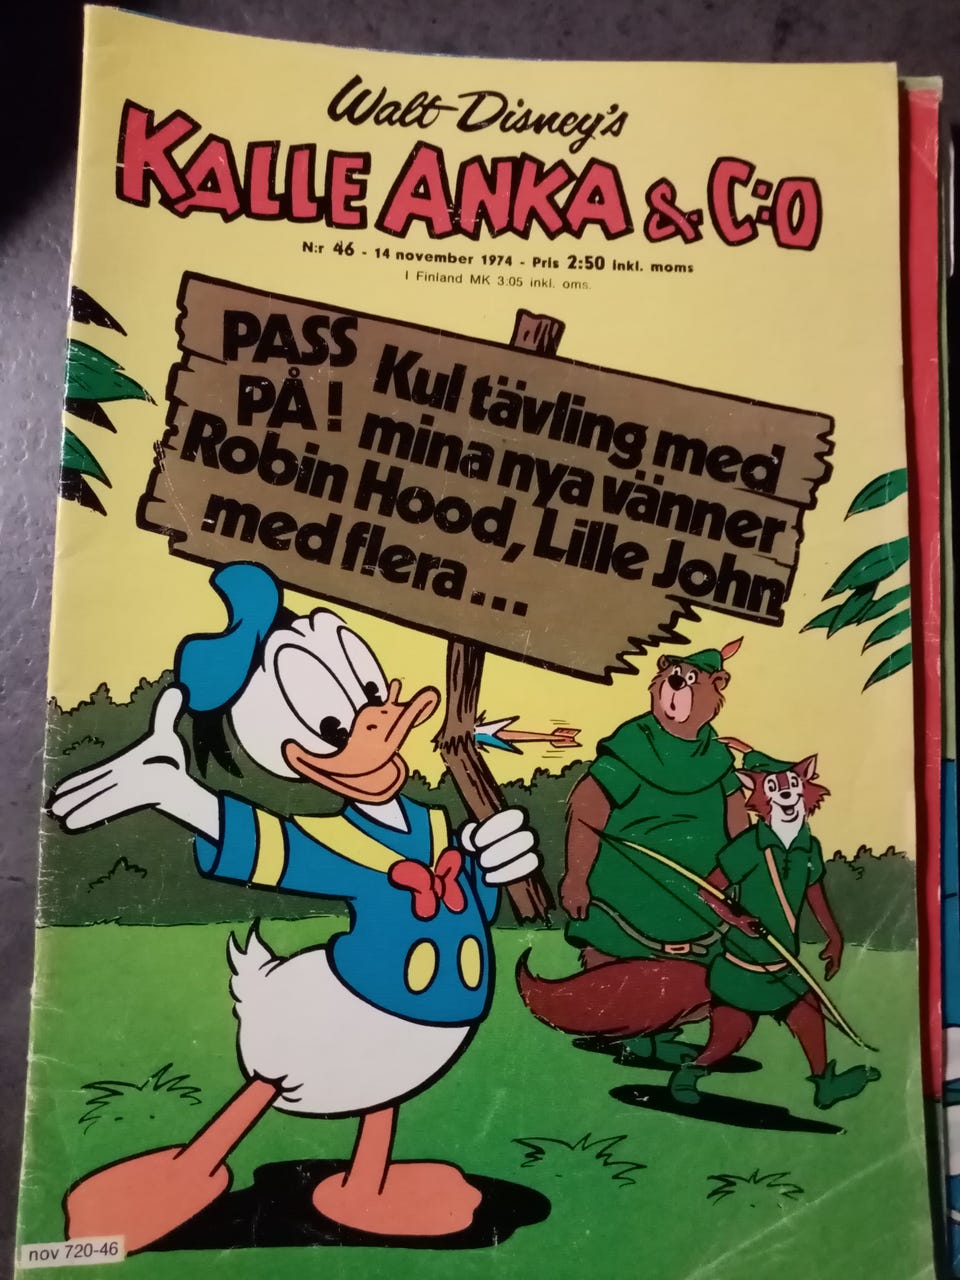 Walt Disney's
KALLE ANKA & C:O
N:r 46 - 14 november 1974 - Pris 2:50 inkl. moms
I Finland MK 3:05 inkl. oms.
PASS PÅ! Kul tävling med
mina nya vänner
Robin Hood, Lille John
med flera...
nov 720-46